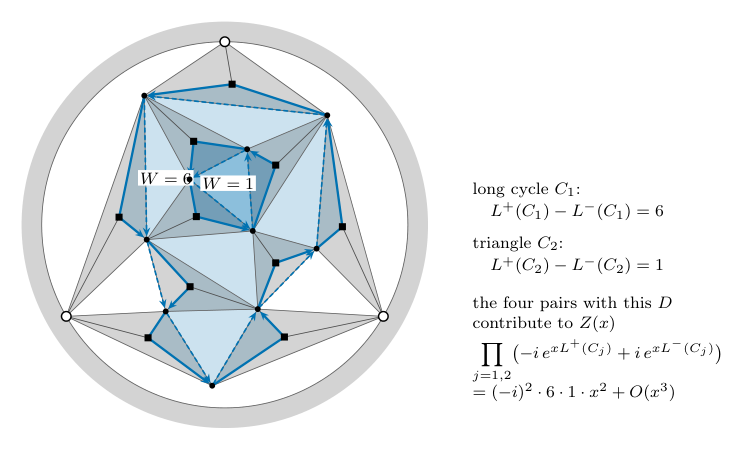 W = 6
W = 1
long cycle C₁:
L⁺(C₁) − L⁻(C₁) = 6
triangle C₂:
L⁺(C₂) − L⁻(C₂) = 1
the four pairs with this D
contribute to Z(x)
∏_{j=1,2} (−i e^{xL⁺(C_j)} + i e^{xL⁻(C_j)})
= (−i)² · 6 · 1 · x² + O(x³)